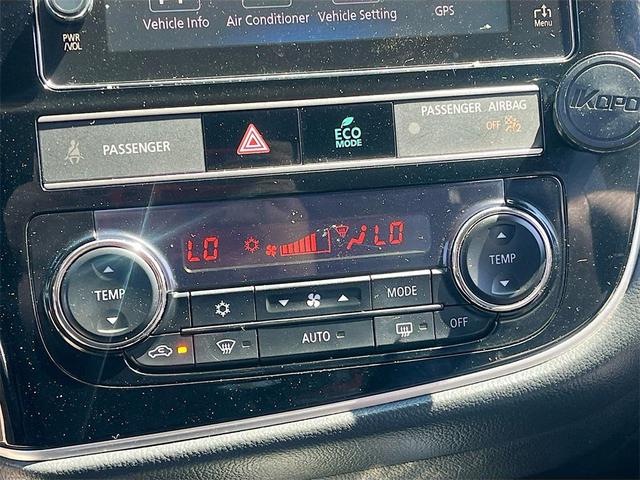 Vehicle Info
Air Conditioner
Vehicle Setting
GPS
PWR
/VOL
Menu
PASSENGER
ECO
MODE
PASSENGER AIRBAG
OFF
2
LO
LO
TEMP
MODE
TEMP
AUTO
OFF